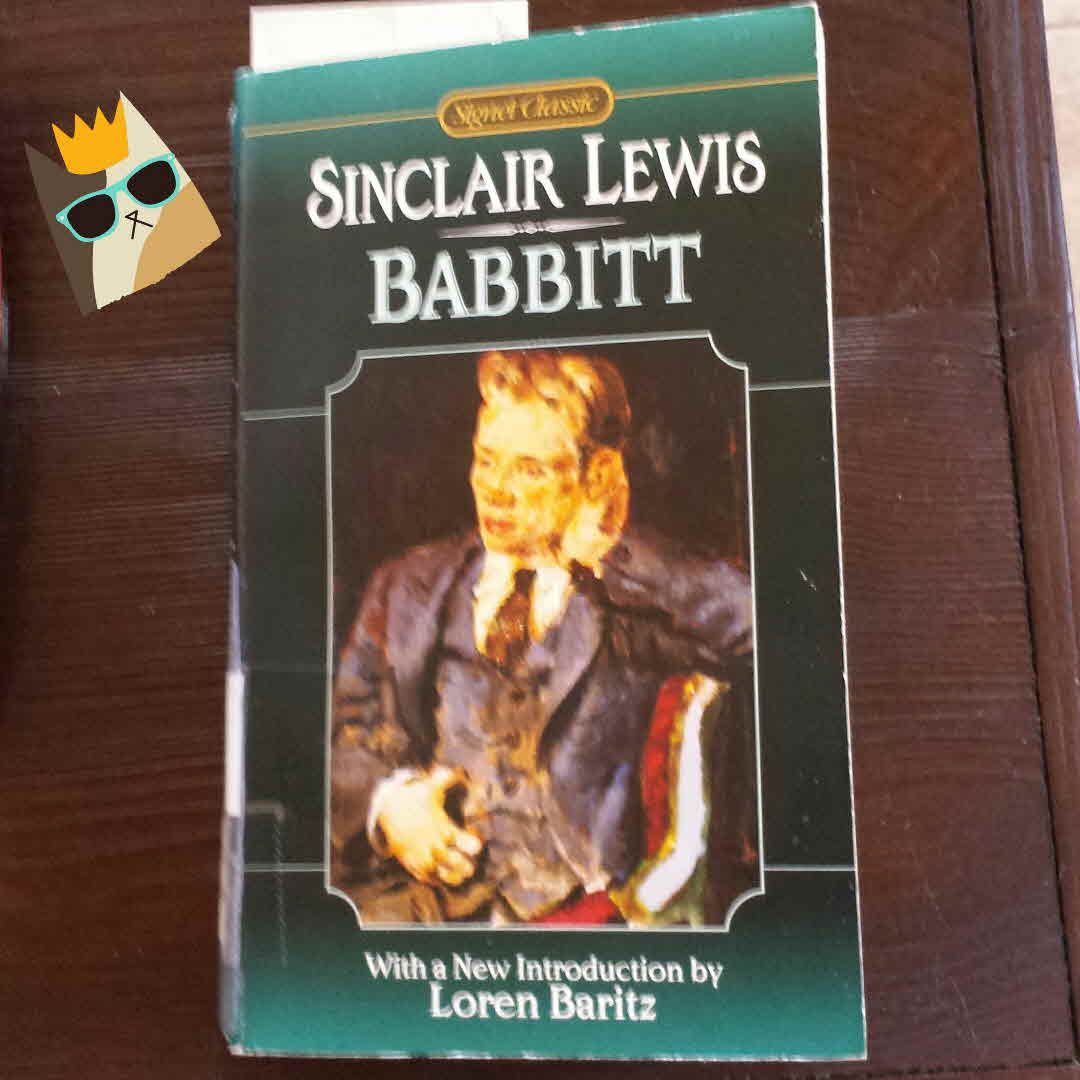 Signet Classic
SINCLAIR LEWIS
BABBITT
With a New Introduction by
Loren Baritz